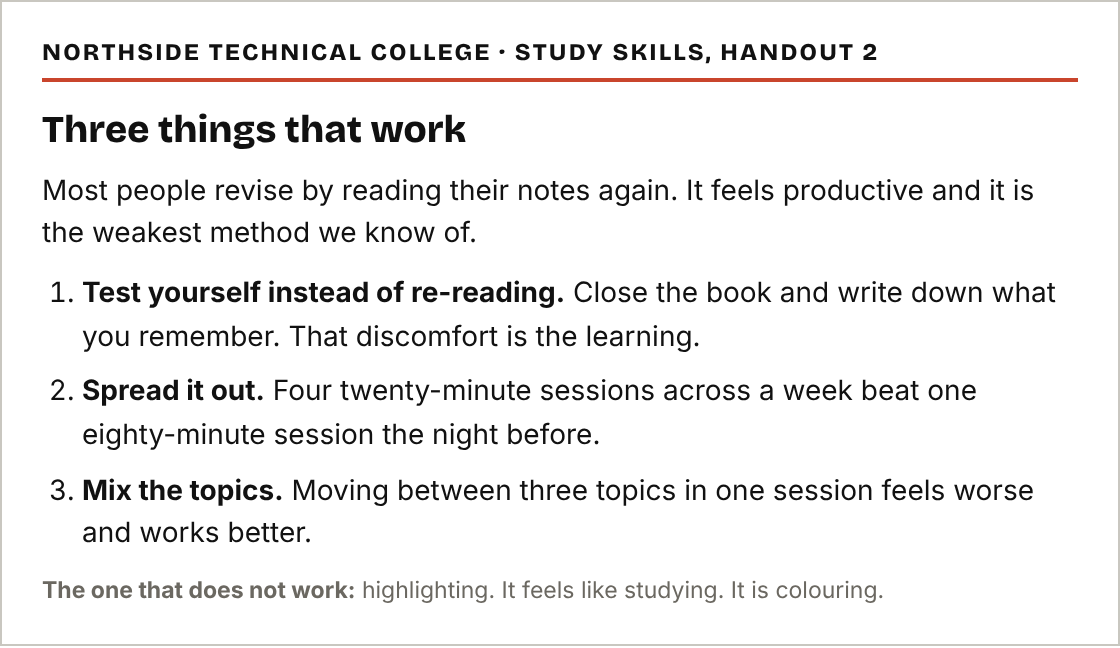 NORTHSIDE TECHNICAL COLLEGE · STUDY SKILLS, HANDOUT 2
Three things that work
Most people revise by reading their notes again. It feels productive and it is
the weakest method we know of.
1. Test yourself instead of re-reading. Close the book and write down what
you remember. That discomfort is the learning.
2. Spread it out. Four twenty-minute sessions across a week beat one
eighty-minute session the night before.
3. Mix the topics. Moving between three topics in one session feels worse
and works better.
The one that does not work: highlighting. It feels like studying. It is colouring.